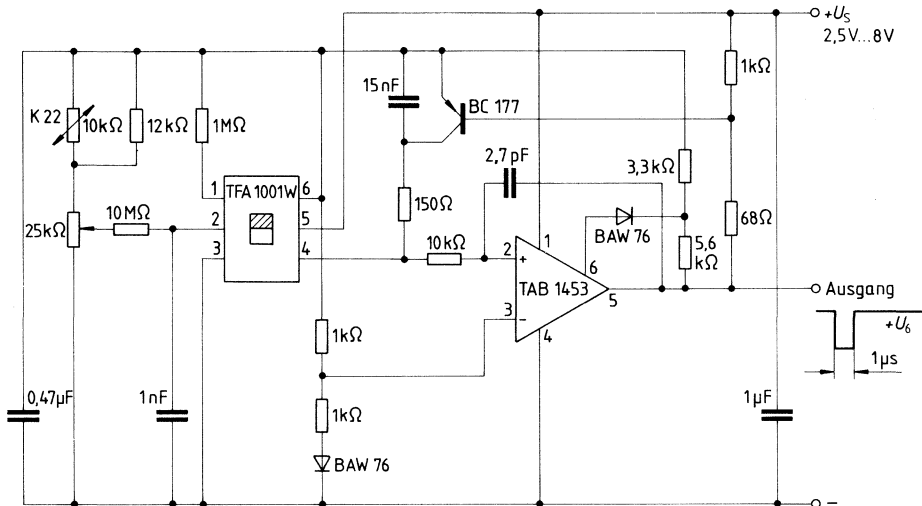 +U_S
2,5V...8V
1kΩ
15nF
BC 177
K 22
10kΩ
12kΩ
1MΩ
2,7pF
3,3kΩ
1
TFA 1001W
6
2
5
3
4
10MΩ
25kΩ
150Ω
10kΩ
BAW 76
68Ω
5,6
kΩ
1
2
+
6
TAB 1453
5
3
−
4
Ausgang
+U_6
1µs
1kΩ
1kΩ
0,47µF
1nF
1µF
BAW 76
−